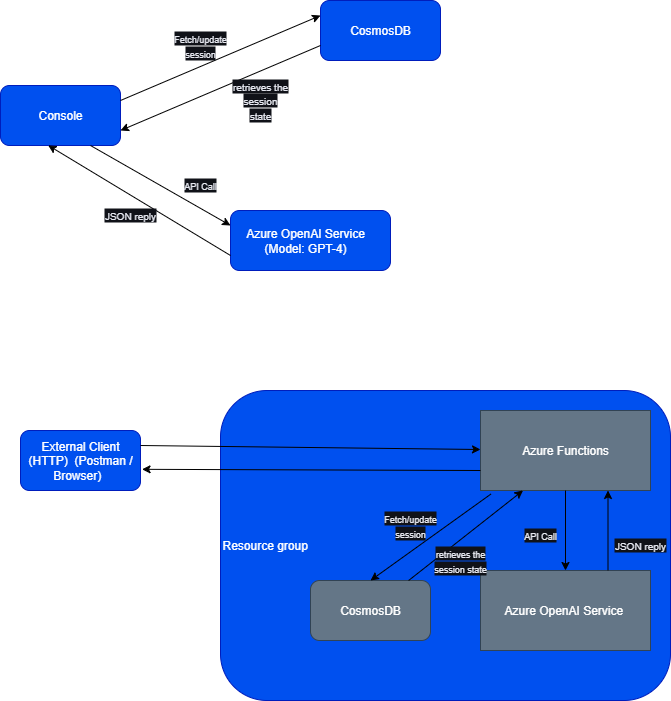 CosmosDB
Fetch/update
session
retrieves the
session
state
Console
API Call
JSON reply
Azure OpenAI Service
(Model: GPT-4)
External Client
(HTTP) (Postman /
Browser)
Azure Functions
Fetch/update
session
API Call
Resource group
retrieves the
session state
JSON reply
CosmosDB
Azure OpenAI Service